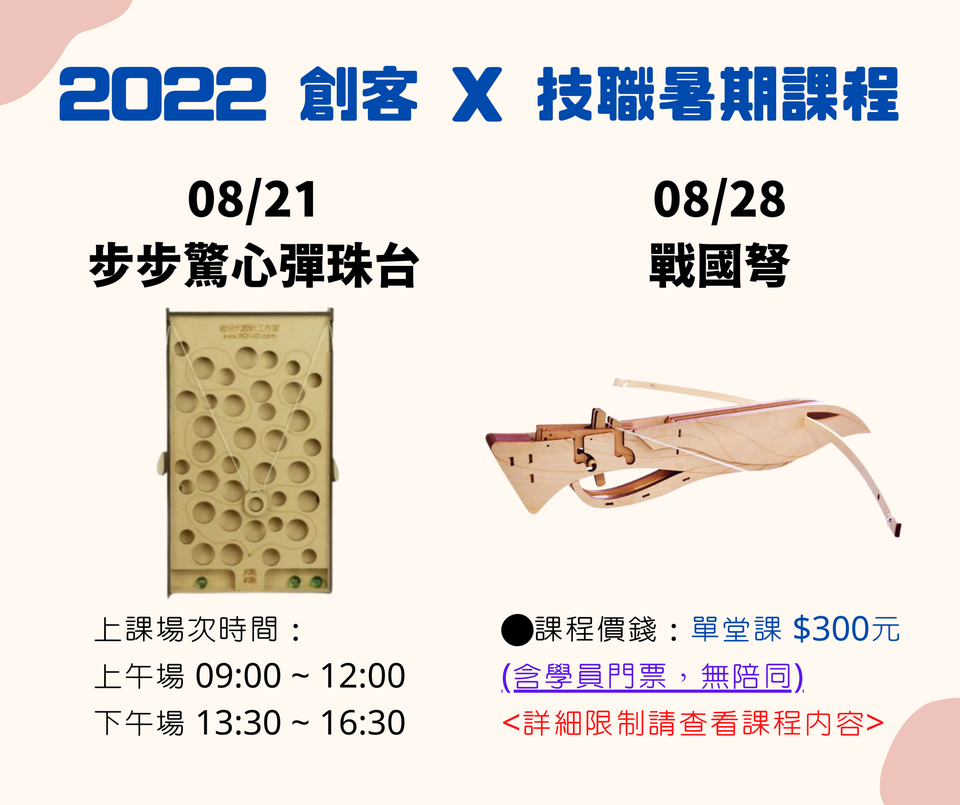 2022 創客 X 技職暑期課程
08/21
步步驚心彈珠台
08/28
戰國弩
上課場次時間：
上午場 09:00 ~ 12:00
下午場 13:30 ~ 16:30
●課程價錢：單堂課 $300元
(含學員門票，無陪同)
<詳細限制請查看課程內容>